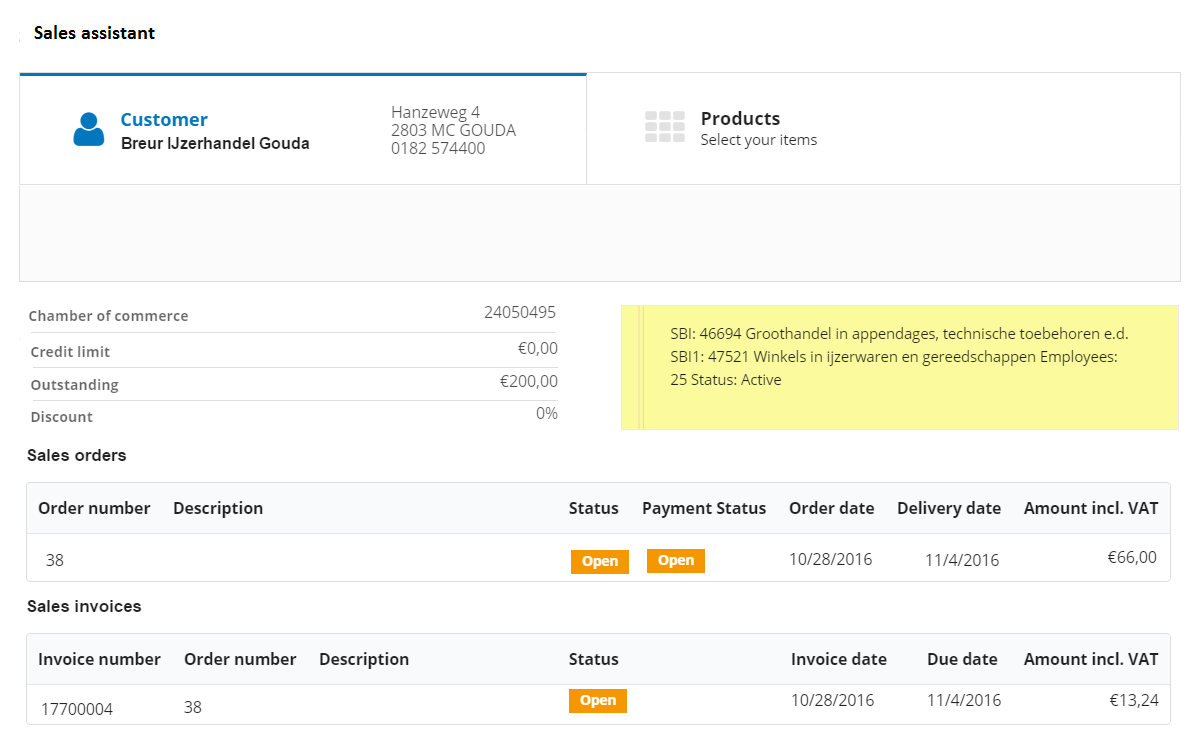 Sales assistant
Customer
Breur IJzerhandel Gouda
Hanzeweg 4
2803 MC GOUDA
0182 574400
Products
Select your items
Chamber of commerce 24050495
Credit limit €0,00
Outstanding €200,00
Discount 0%
SBI: 46694 Groothandel in appendages, technische toebehoren e.d.
SBI1: 47521 Winkels in ijzerwaren en gereedschappen Employees:
25 Status: Active
Sales orders
Order number Description Status Payment Status Order date Delivery date Amount incl. VAT
38 Open Open 10/28/2016 11/4/2016 €66,00
Sales invoices
Invoice number Order number Description Status Invoice date Due date Amount incl. VAT
17700004 38 Open 10/28/2016 11/4/2016 €13,24